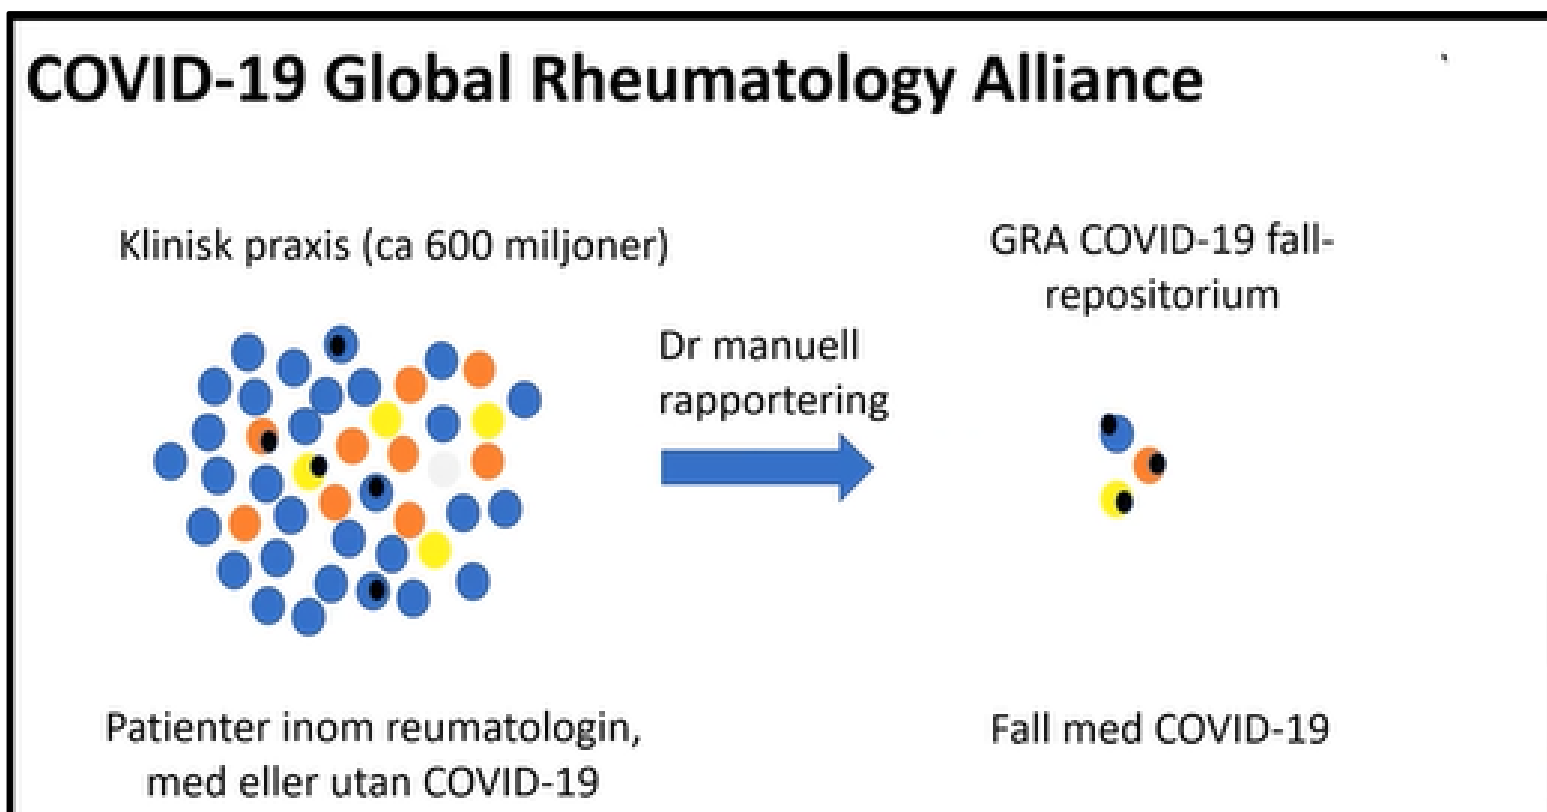 COVID-19 Global Rheumatology Alliance
Klinisk praxis (ca 600 miljoner)
GRA COVID-19 fall-
repositorium
Dr manuell
rapportering
Patienter inom reumatologin,
med eller utan COVID-19
Fall med COVID-19